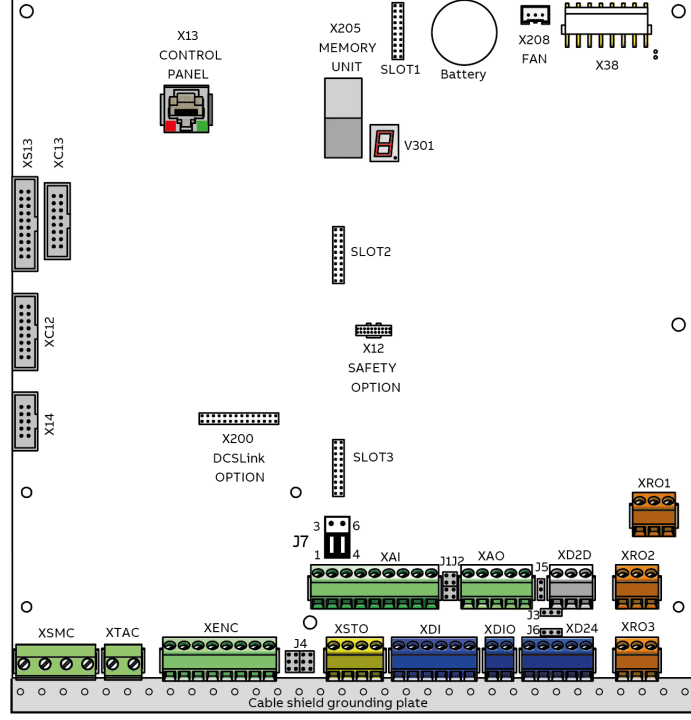 X13
CONTROL
PANEL
X205
MEMORY
UNIT
SLOT1
Battery
X208
FAN
X38
V301
XS13
XC13
SLOT2
XC12
X12
SAFETY
OPTION
X14
X200
DCSLink
OPTION
SLOT3
XRO1
3
6
J7
1
4
XAI
J1J2
XAO
J5
XD2D
XRO2
J3
XSMC
XTAC
XENC
J4
XSTO
XDI
XDIO
J6
XD24
XRO3
Cable shield grounding plate